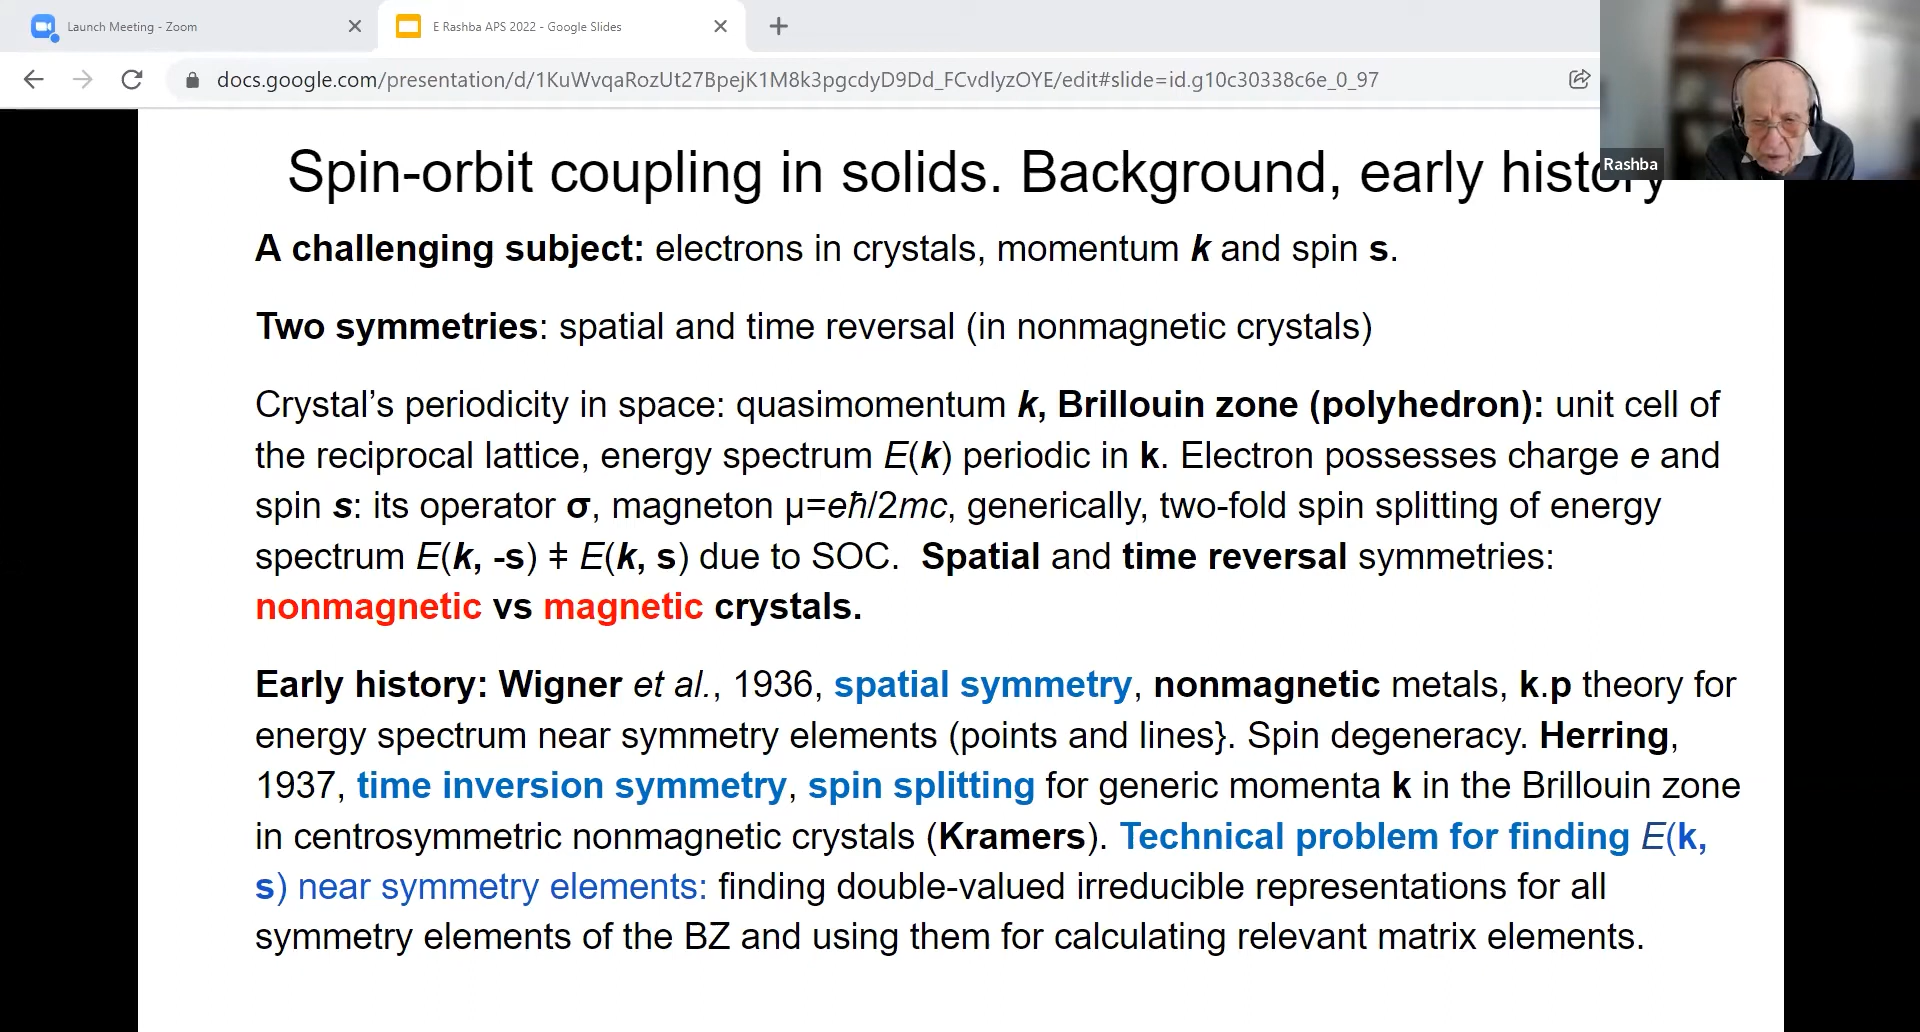 Launch Meeting - Zoom
E Rashba APS 2022 - Google Slides
docs.google.com/presentation/d/1KuWvqaRozUt27BpejK1M8k3pgcdyD9Dd_FCvdlyzOYE/edit#slide=id.g10c30338c6e_0_97
Rashba
Spin-orbit coupling in solids. Background, early history
A challenging subject: electrons in crystals, momentum k and spin s.
Two symmetries: spatial and time reversal (in nonmagnetic crystals)
Crystal’s periodicity in space: quasimomentum k, Brillouin zone (polyhedron): unit cell of
the reciprocal lattice, energy spectrum E(k) periodic in k. Electron possesses charge e and
spin s: its operator σ, magneton μ=eħ/2mc, generically, two-fold spin splitting of energy
spectrum E(k, -s) ǂ E(k, s) due to SOC. Spatial and time reversal symmetries:
nonmagnetic vs magnetic crystals.
Early history: Wigner et al., 1936, spatial symmetry, nonmagnetic metals, k.p theory for
energy spectrum near symmetry elements (points and lines}. Spin degeneracy. Herring,
1937, time inversion symmetry, spin splitting for generic momenta k in the Brillouin zone
in centrosymmetric nonmagnetic crystals (Kramers). Technical problem for finding E(k,
s) near symmetry elements: finding double-valued irreducible representations for all
symmetry elements of the BZ and using them for calculating relevant matrix elements.